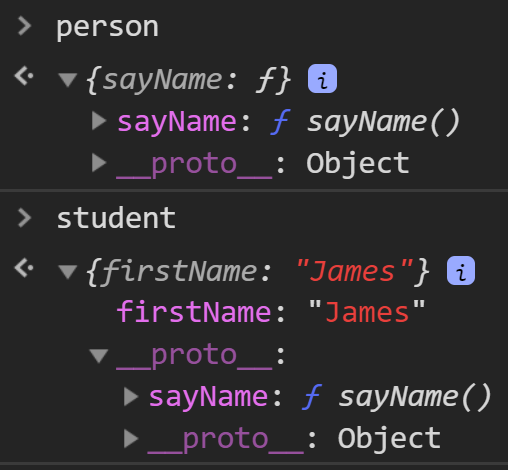 > person
{sayName: ƒ} i
sayName: ƒ sayName()
__proto__: Object
> student
{firstName: "James"} i
firstName: "James"
__proto__:
sayName: ƒ sayName()
__proto__: Object